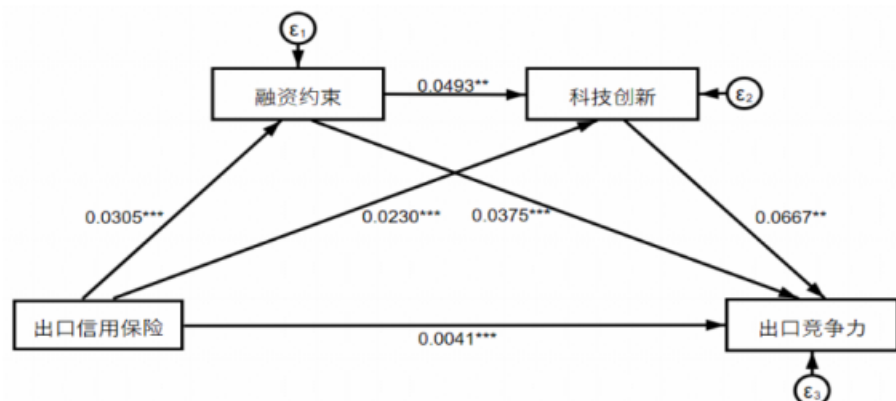 ε₁
融资约束
0.0493**
科技创新
ε₂
0.0305***
0.0230***
0.0375***
0.0667**
出口信用保险
0.0041***
出口竞争力
ε₃